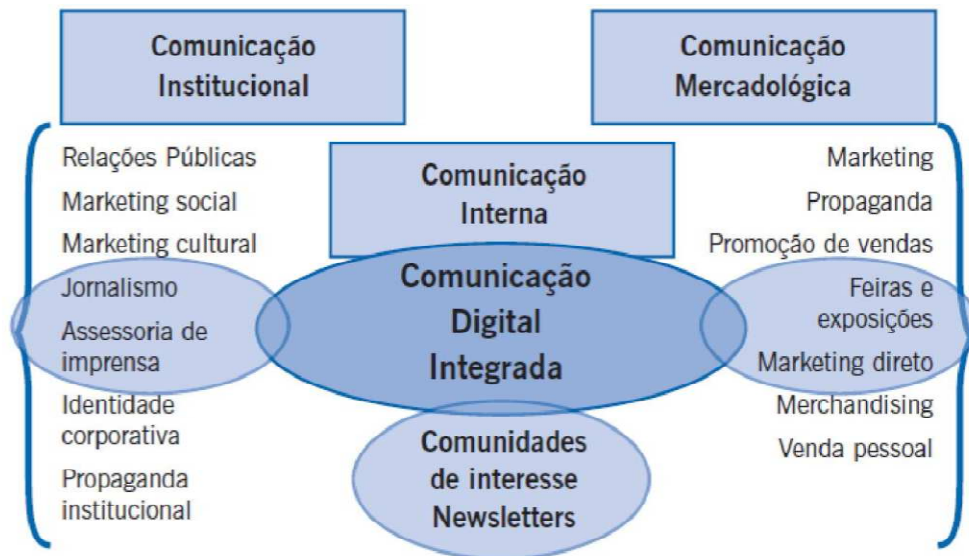 Comunicação
Institucional
Comunicação
Mercadológica
Relações Públicas
Marketing social
Marketing cultural
Jornalismo
Assessoria de
imprensa
Identidade
corporativa
Propaganda
institucional
Comunicação
Interna
Comunicação
Digital
Integrada
Comunidades
de interesse
Newsletters
Marketing
Propaganda
Promoção de vendas
Feiras e
exposições
Marketing direto
Merchandising
Venda pessoal